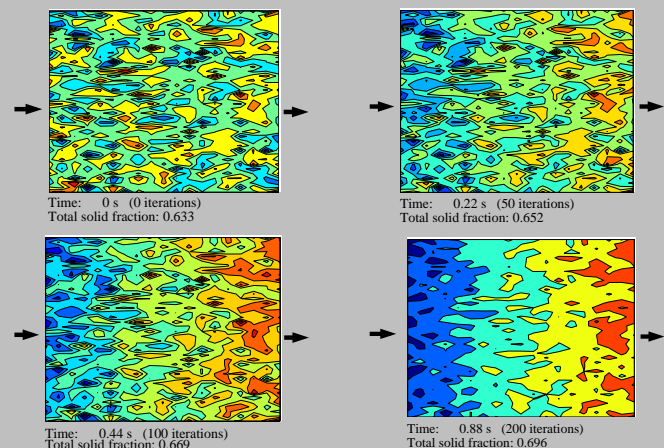 Time: 0 s (0 iterations)
Total solid fraction: 0.633
Time: 0.22 s (50 iterations)
Total solid fraction: 0.652
Time: 0.44 s (100 iterations)
Total solid fraction: 0.669
Time: 0.88 s (200 iterations)
Total solid fraction: 0.696